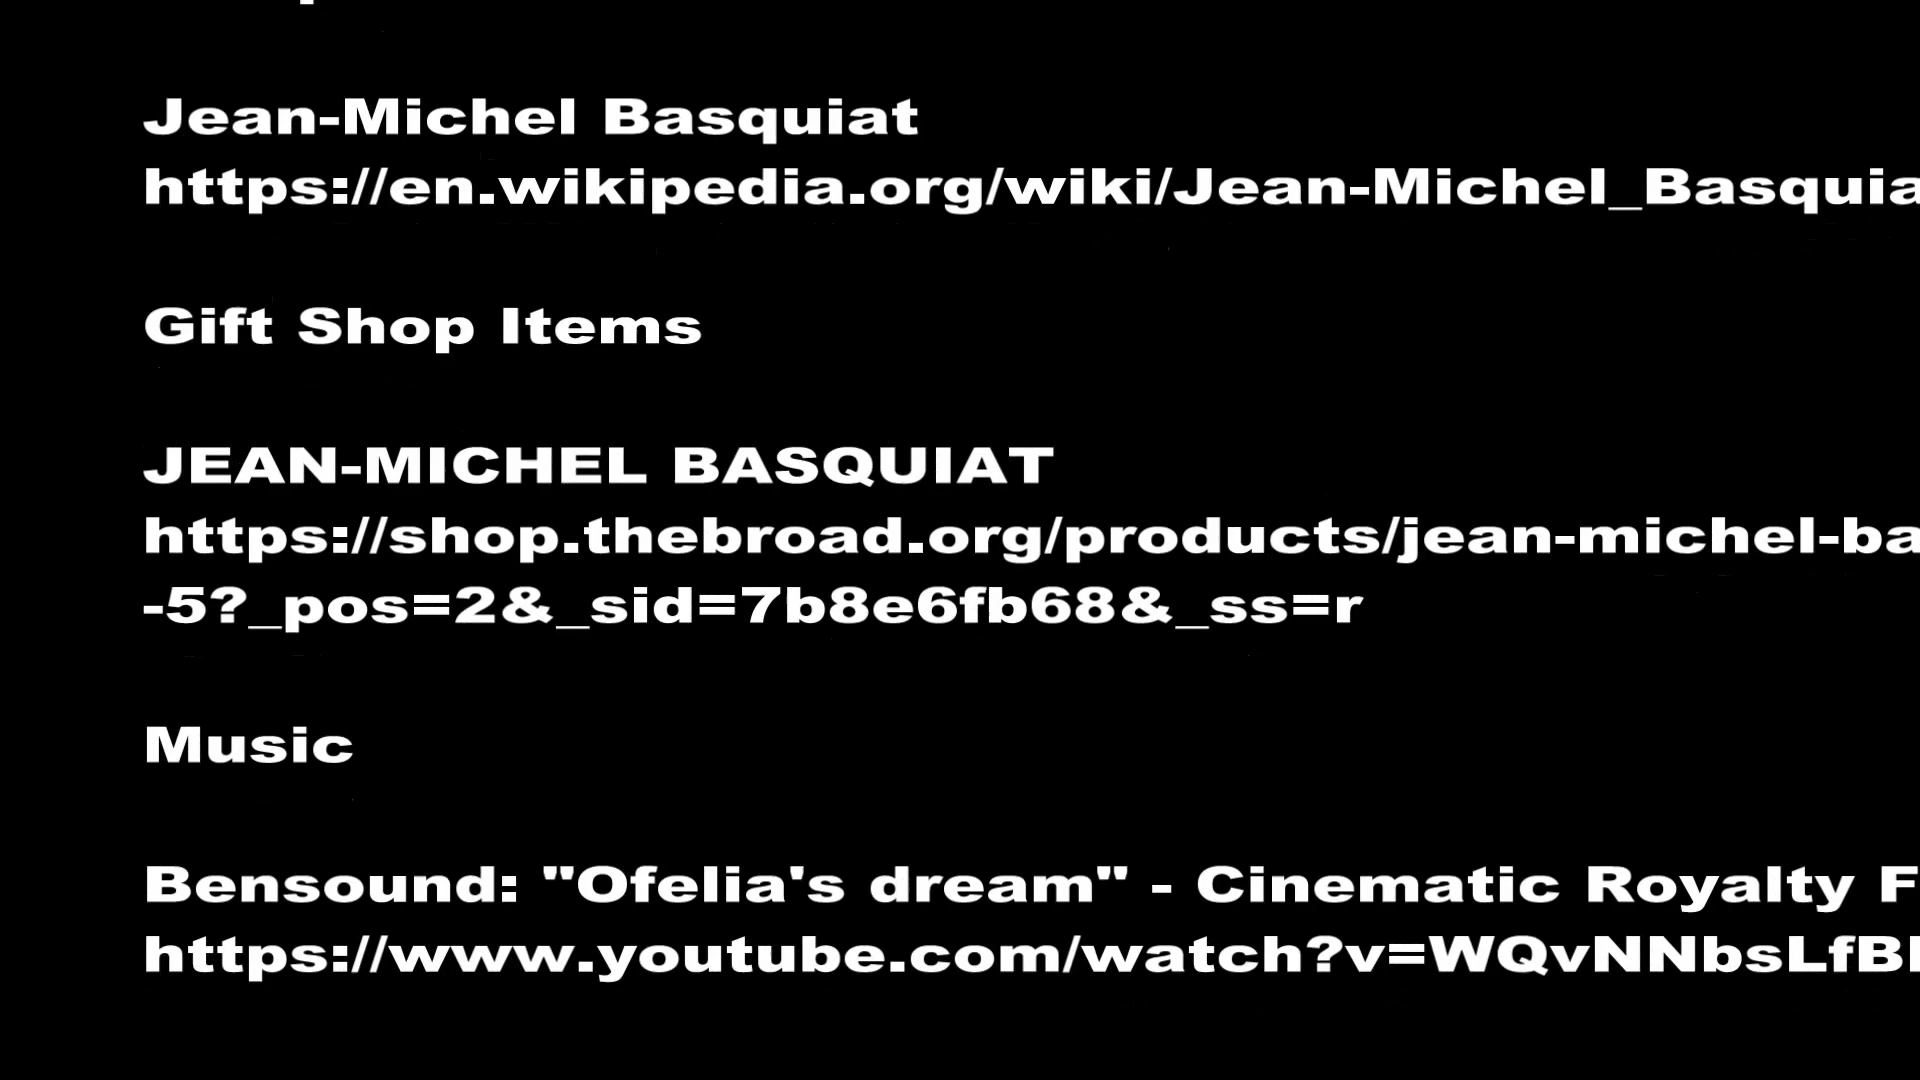 Jean-Michel Basquiat
https://en.wikipedia.org/wiki/Jean-Michel_Basquia
Gift Shop Items
JEAN-MICHEL BASQUIAT
https://shop.thebroad.org/products/jean-michel-ba
-5?_pos=2&_sid=7b8e6fb68&_ss=r
Music
Bensound: "Ofelia's dream" - Cinematic Royalty F
https://www.youtube.com/watch?v=WQvNNbsLfB